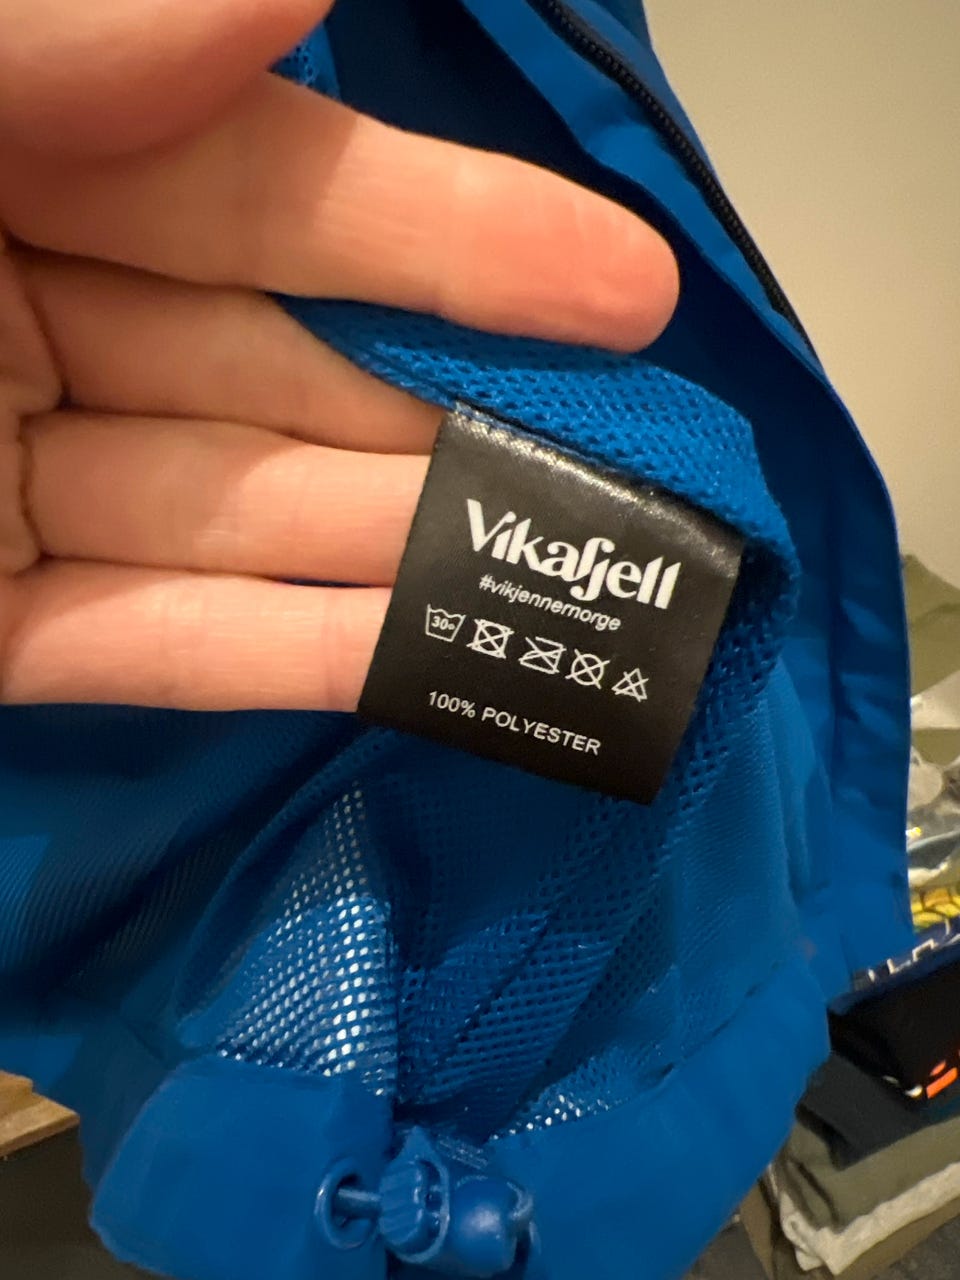 Vikafjell
#vikjennernorge
30°
100% POLYESTER